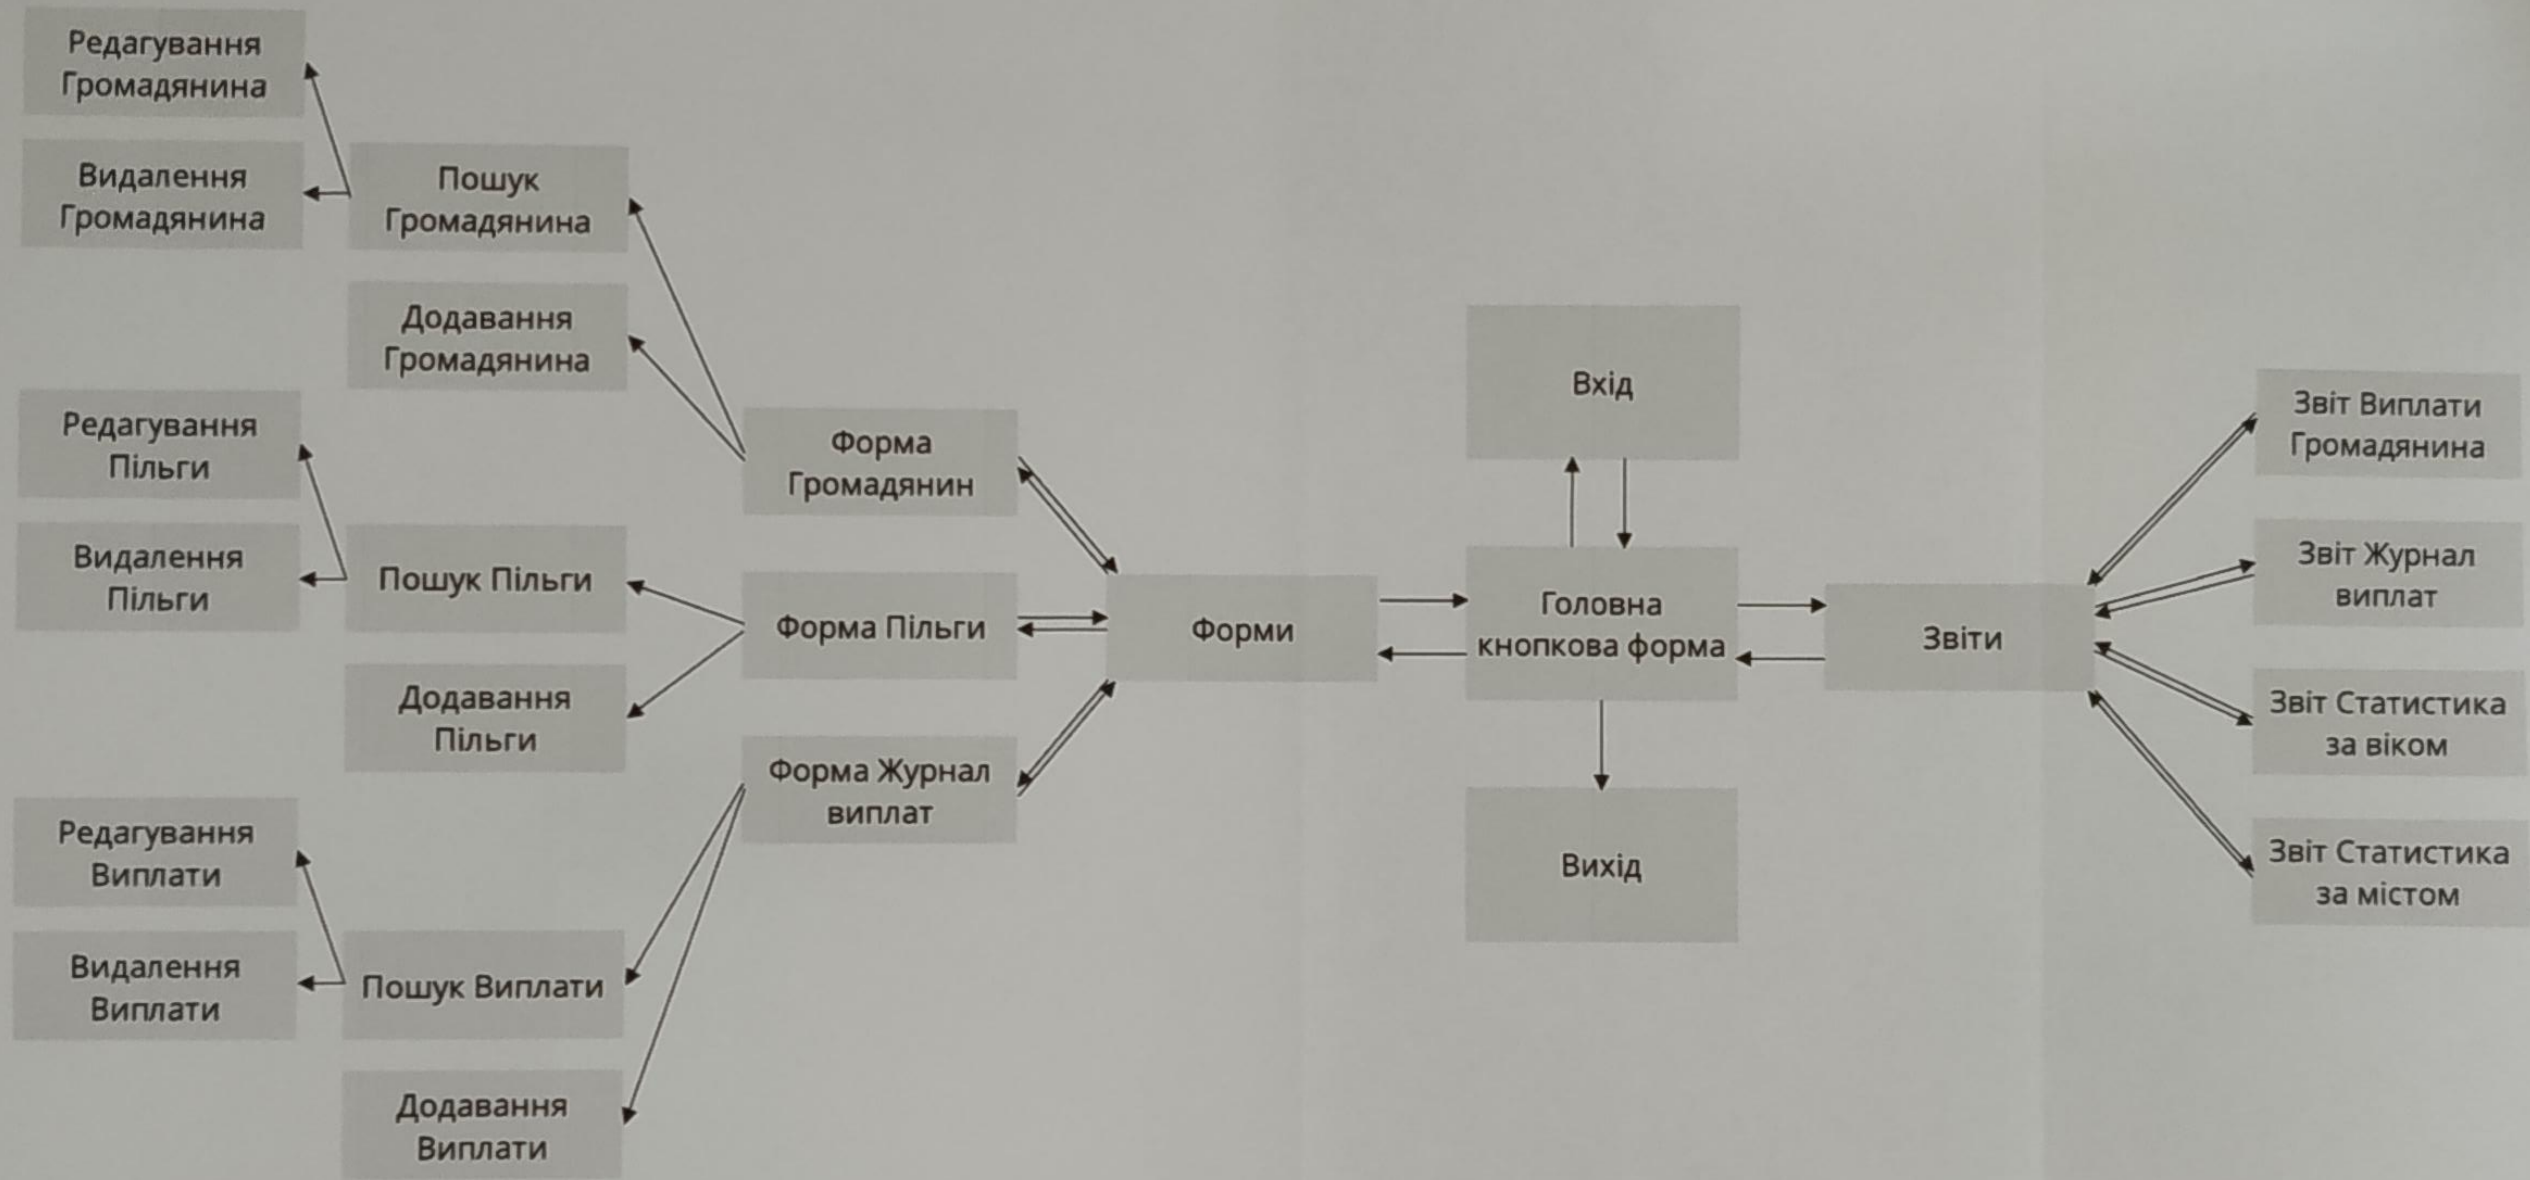 Редагування
Громадянина
Видалення
Громадянина
Пошук
Громадянина
Додавання
Громадянина
Редагування
Пільги
Видалення
Пільги
Пошук Пільги
Додавання
Пільги
Редагування
Виплати
Видалення
Виплати
Пошук Виплати
Додавання
Виплати
Форма
Громадянин
Форма Пільги
Форма Журнал
виплат
Форми
Вхід
Головна
кнопкова форма
Вихід
Звіти
Звіт Виплати
Громадянина
Звіт Журнал
виплат
Звіт Статистика
за віком
Звіт Статистика
за містом